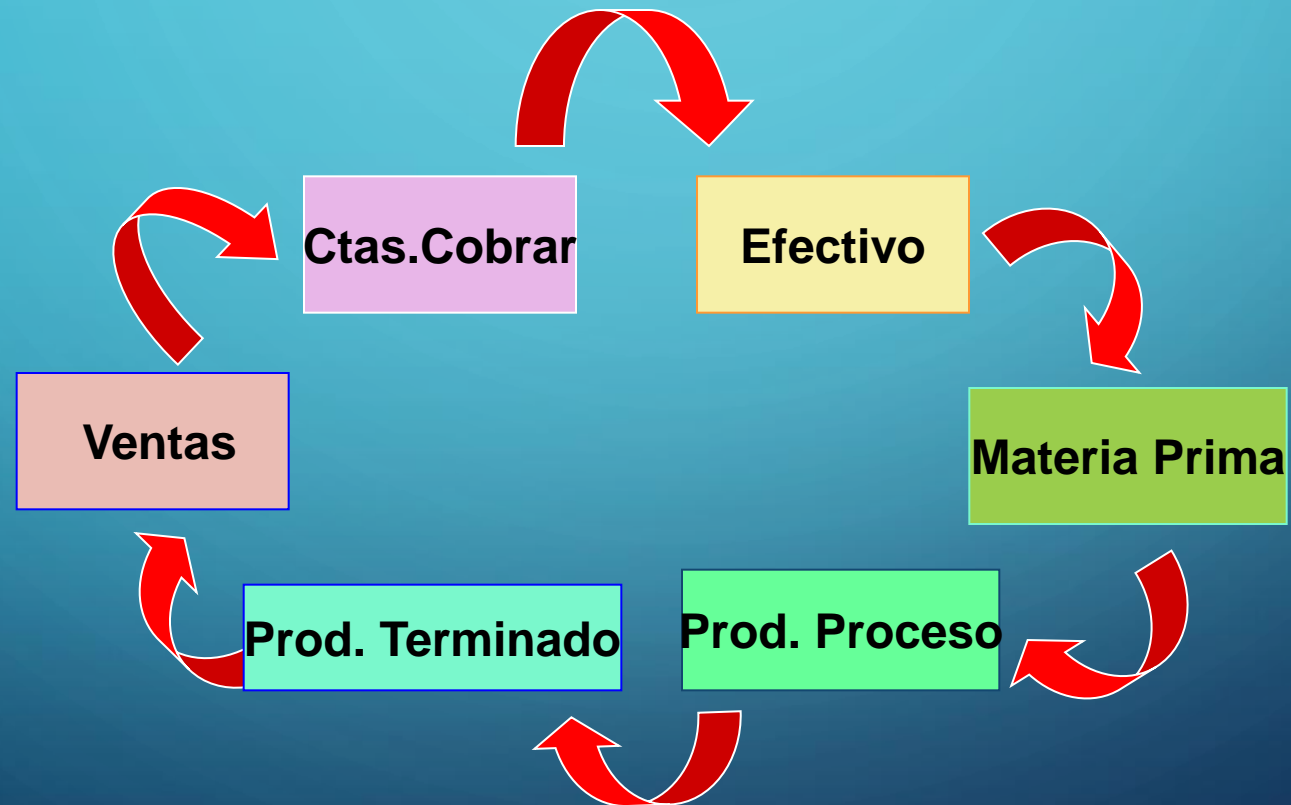 Ctas.Cobrar
Efectivo
Ventas
Materia Prima
Prod. Terminado
Prod. Proceso